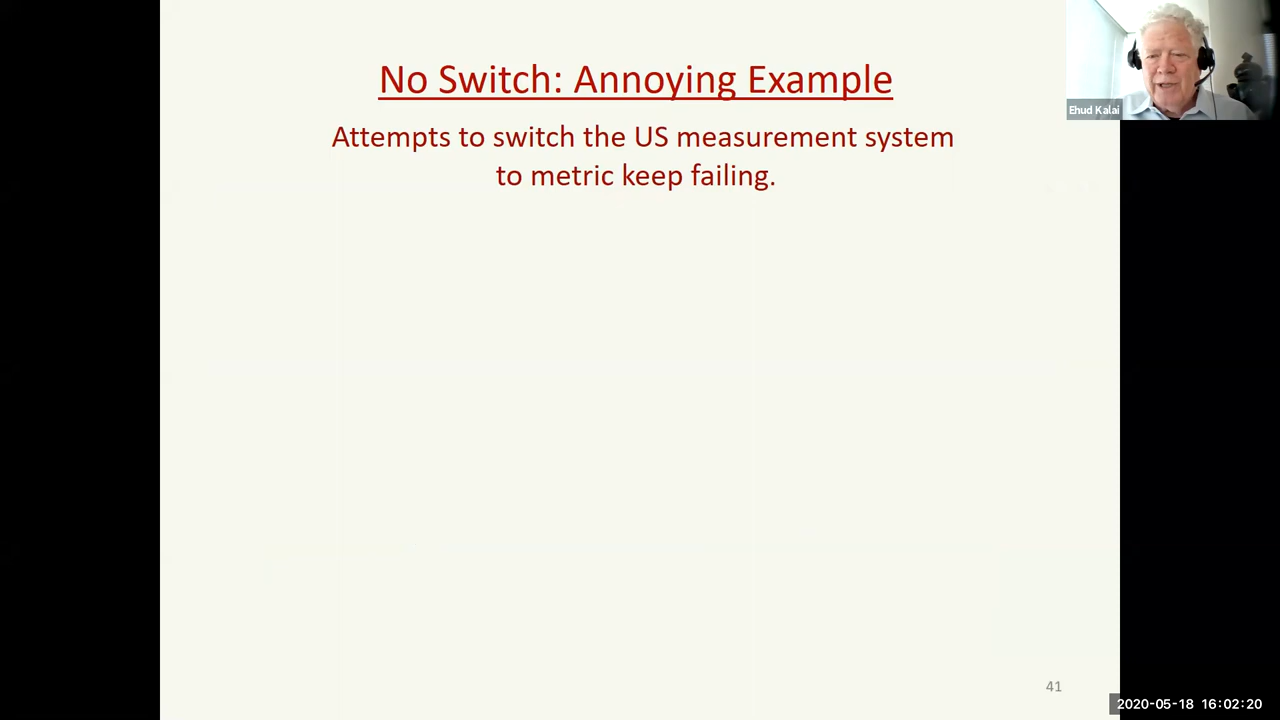 No Switch: Annoying Example
Ehud Kalai
Attempts to switch the US measurement system
to metric keep failing.
41
2020-05-18 16:02:20